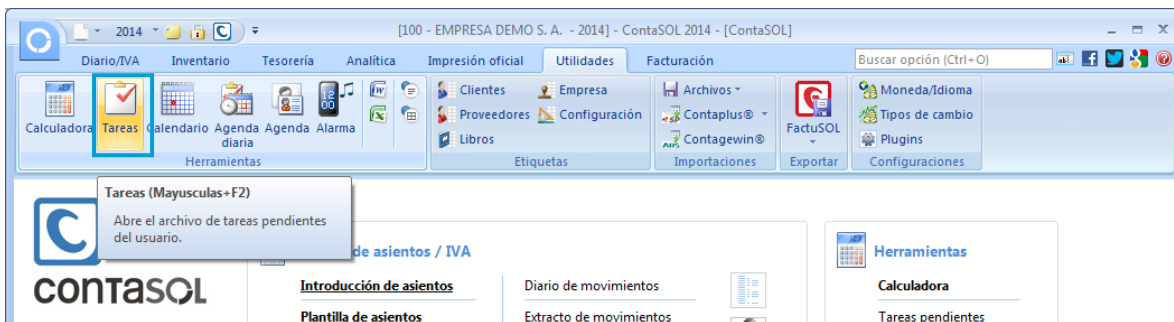 2014
[100 - EMPRESA DEMO S. A. - 2014] - ContaSOL 2014 - [ContaSOL]
Diario/IVA Inventario Tesorería Analítica Impresión oficial Utilidades Facturación
Buscar opción (Ctrl+O)
Calculadora Tareas Calendario Agenda diaria Agenda Alarma
Herramientas
Clientes Empresa
Proveedores Configuración
Libros
Etiquetas
Archivos
Contaplus®
Contagewin®
Importaciones
FactuSOL
Exportar
Moneda/Idioma
Tipos de cambio
Plugins
Configuraciones
Tareas (Mayusculas+F2)
Abre el archivo de tareas pendientes
del usuario.
contasol
de asientos / IVA
Introducción de asientos Diario de movimientos
Plantilla de asientos Extracto de movimientos
Herramientas
Calculadora
Tareas pendientes